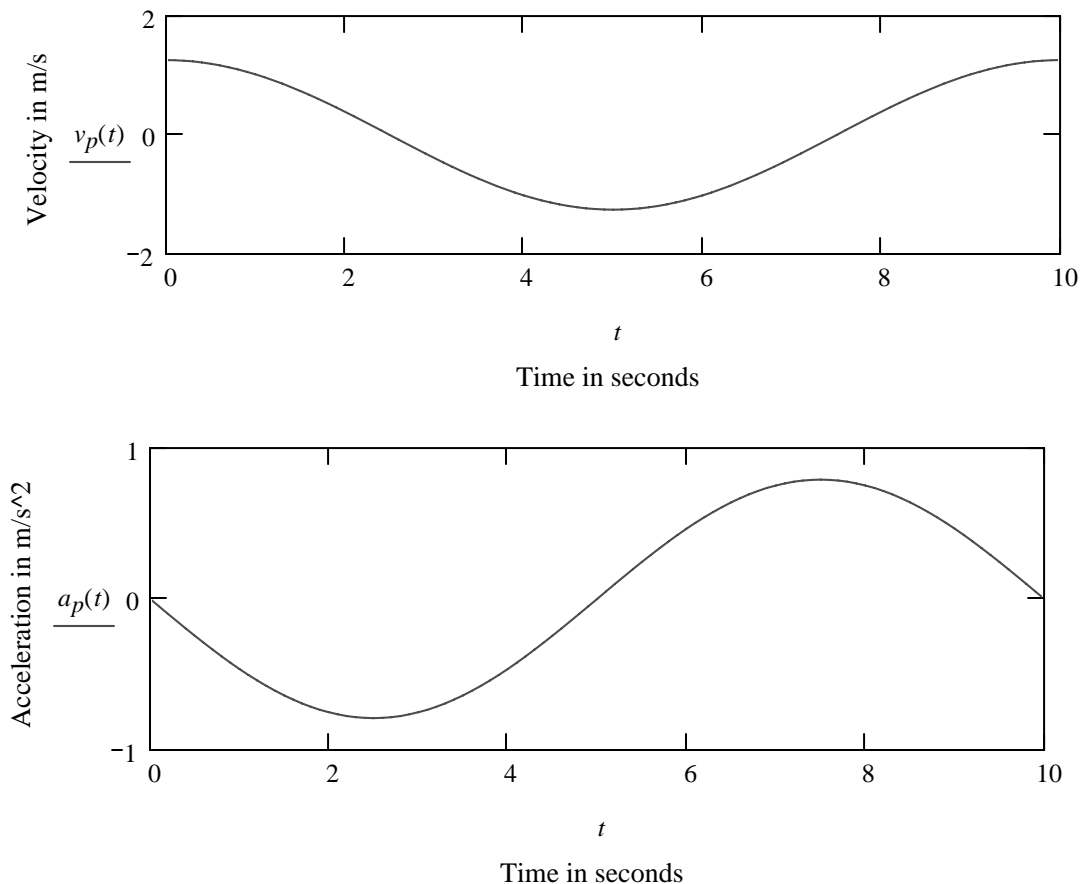 2
Velocity in m/s
v_p(t)
0
−2
0 2 4 6 8 10
t
Time in seconds
1
Acceleration in m/s^2
a_p(t)
0
−1
0 2 4 6 8 10
t
Time in seconds